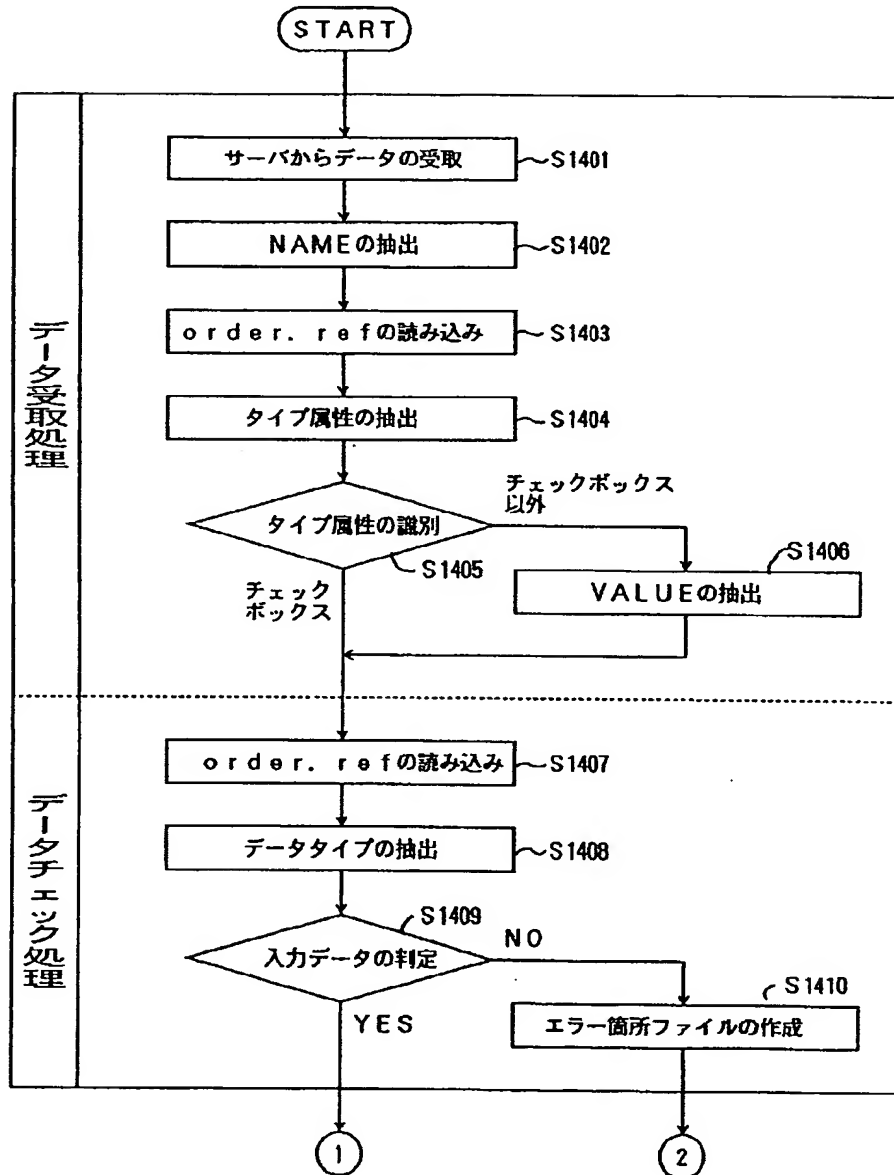 START
データ受取処理
サーバからデータの受取
S1401
NAMEの抽出
S1402
order. refの読み込み
S1403
タイプ属性の抽出
S1404
タイプ属性の識別
S1405
チェックボックス
以外
チェック
ボックス
S1406
VALUEの抽出
データチェック処理
order. refの読み込み
S1407
データタイプの抽出
S1408
入力データの判定
S1409
NO
YES
S1410
エラー箇所ファイルの作成
1
2